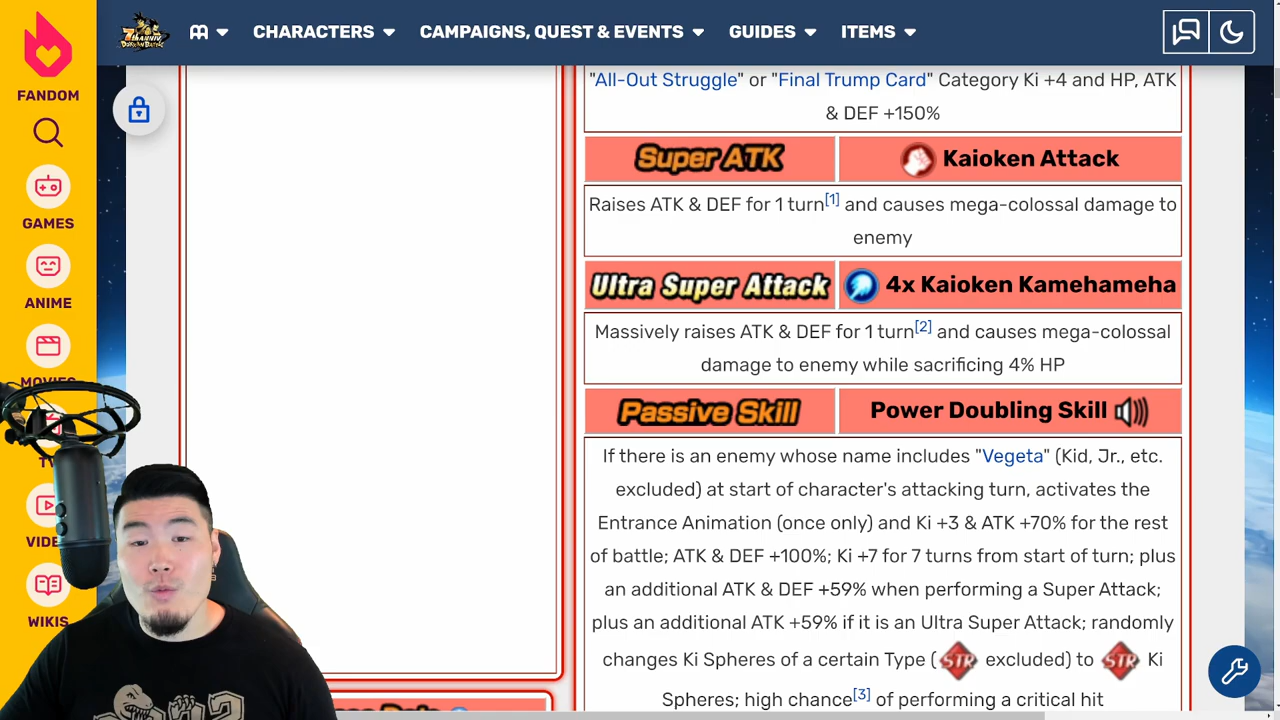 CHARACTERS
CAMPAIGNS, QUEST & EVENTS
GUIDES
ITEMS
FANDOM
GAMES
ANIME
MOVIES
WIKIS
"All-Out Struggle" or "Final Trump Card" Category Ki +4 and HP, ATK
& DEF +150%
Super ATK
Kaioken Attack
Raises ATK & DEF for 1 turn[1] and causes mega-colossal damage to
enemy
Ultra Super Attack
4x Kaioken Kamehameha
Massively raises ATK & DEF for 1 turn[2] and causes mega-colossal
damage to enemy while sacrificing 4% HP
Passive Skill
Power Doubling Skill
If there is an enemy whose name includes "Vegeta" (Kid, Jr., etc.
excluded) at start of character's attacking turn, activates the
Entrance Animation (once only) and Ki +3 & ATK +70% for the rest
of battle; ATK & DEF +100%; Ki +7 for 7 turns from start of turn; plus
an additional ATK & DEF +59% when performing a Super Attack;
plus an additional ATK +59% if it is an Ultra Super Attack; randomly
changes Ki Spheres of a certain Type (STR excluded) to STR Ki
Spheres; high chance[3] of performing a critical hit